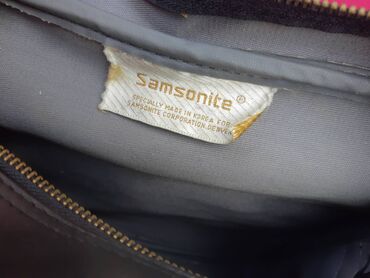 Samsonite®
SPECIALLY MADE IN KOREA FOR
SAMSONITE CORPORATION, DENVER